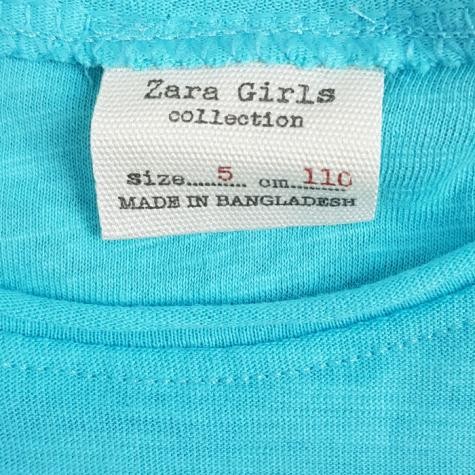 Zara Girls
collection
size........5.... cm...110
MADE IN BANGLADESH